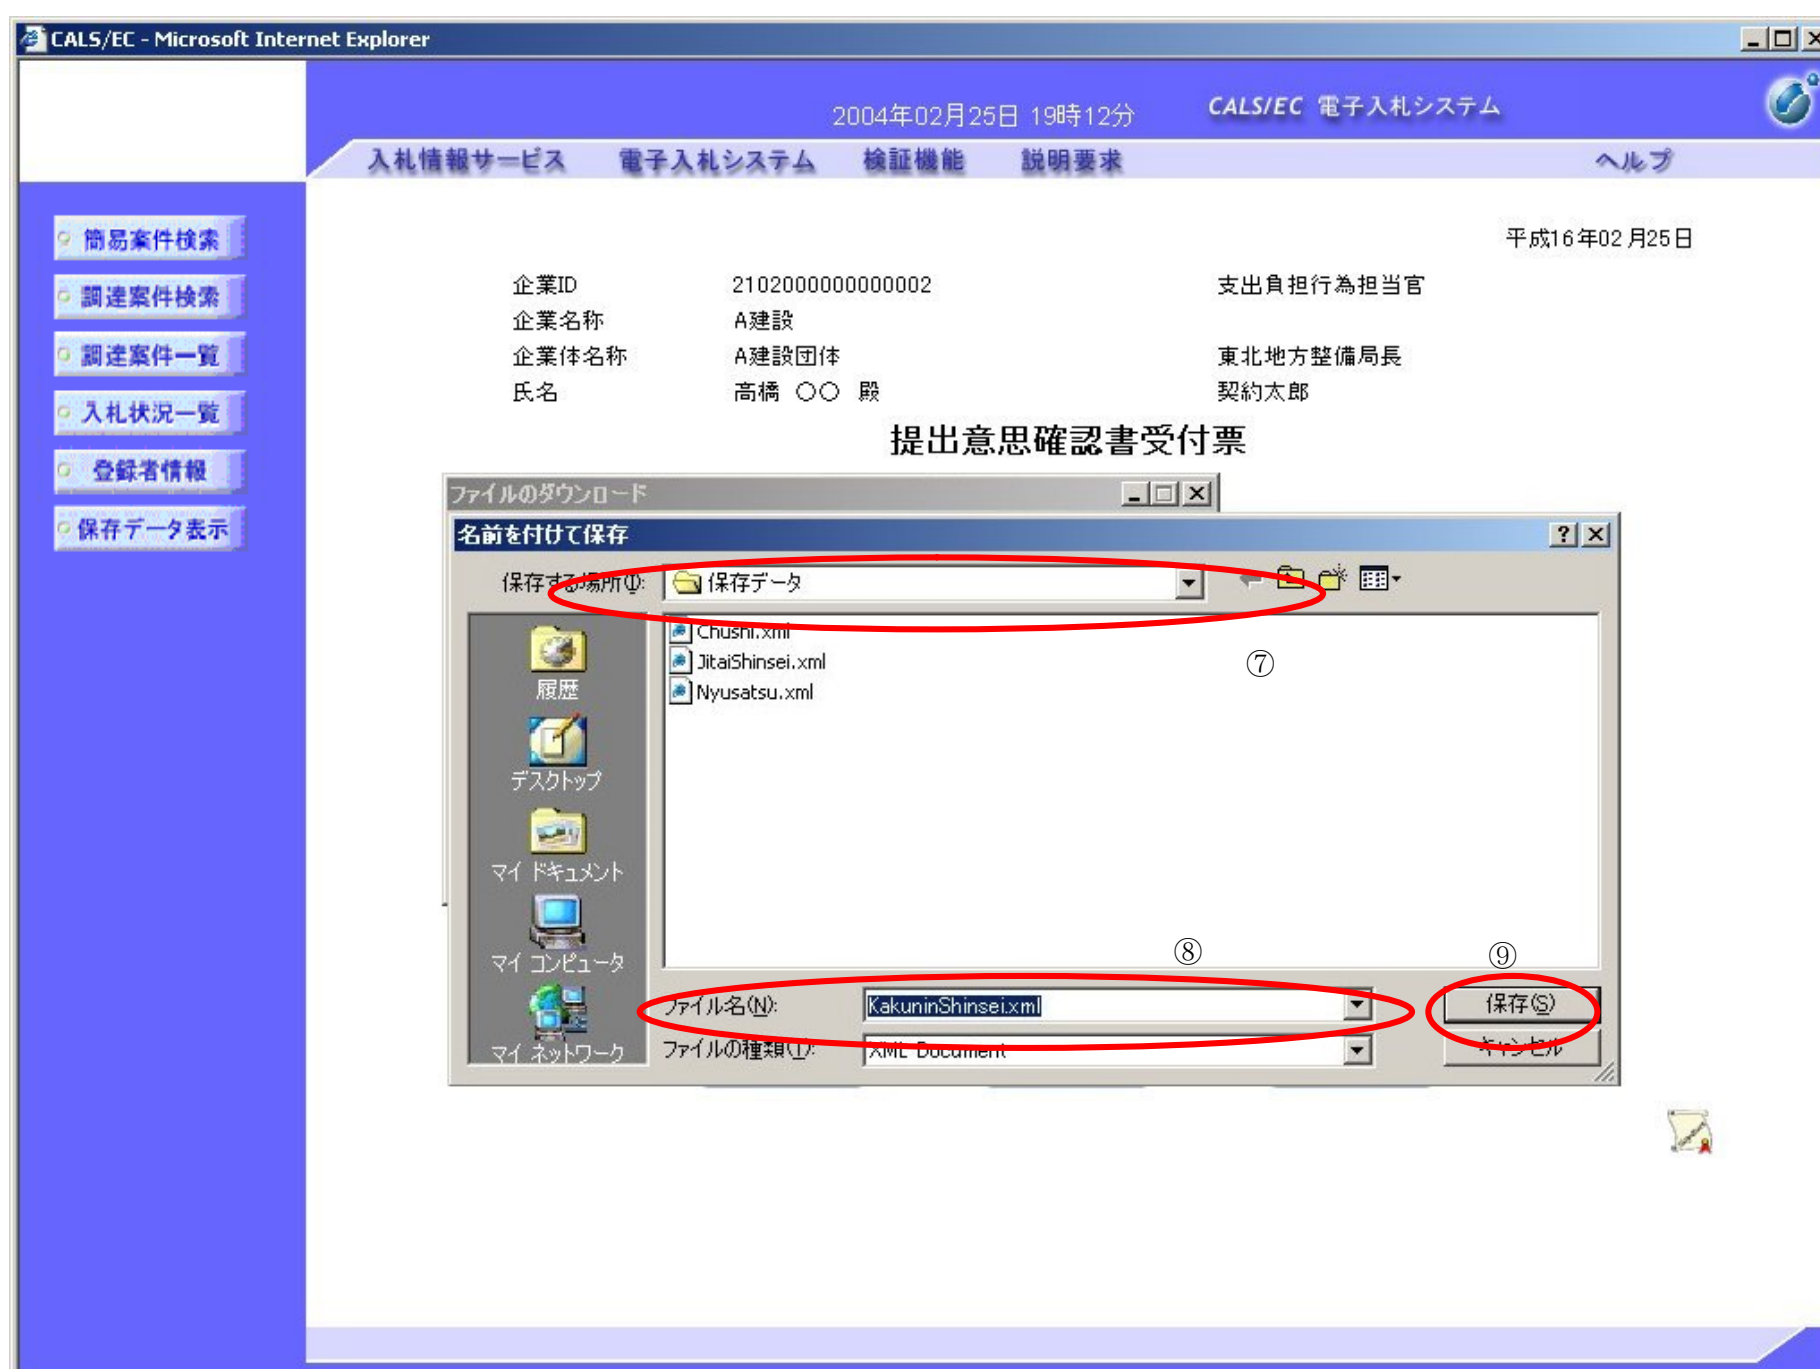 CALS/EC - Microsoft Internet Explorer
2004年02月25日 19時12分
CALS/EC 電子入札システム
入札情報サービス 電子入札システム 検証機能 説明要求 ヘルプ
簡易案件検索
調達案件検索
調達案件一覧
入札状況一覧
登録者情報
保存データ表示
平成16年02月25日
企業ID 2102000000000002 支出負担行為担当官
企業名称 A建設
企業体名称 A建設団体 東北地方整備局長
氏名 高橋 〇〇 殿 契約太郎
提出意思確認書受付票
ファイルのダウンロード
名前を付けて保存
保存する場所(I): 保存データ
Chushi.xml
JitaiShinsei.xml
Nyusatsu.xml
⑦
履歴
デスクトップ
マイ ドキュメント
マイ コンピュータ
マイ ネットワーク
⑧
⑨
ファイル名(N): KakuninShinsei.xml 保存(S)
ファイルの種類(T): XML Document キャンセル